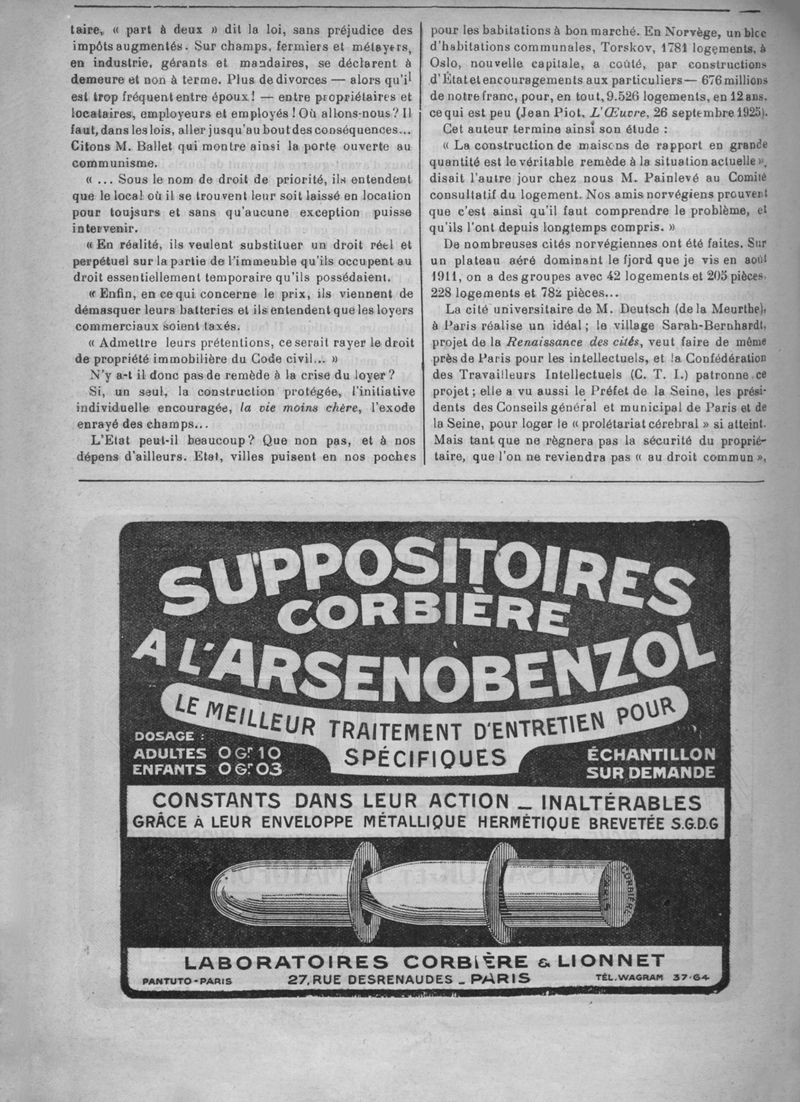 taire, « part à deux » dit la loi, sans préjudice des
impôts augmentés. Sur champs, fermiers et métayers,
en industrie, gérants et mandaires, se déclarent à
demeure et non à terme. Plus de divorces — alors qu'il
est trop fréquent entre époux! — entre propriétaires et
locataires, employeurs et employés! Où allons-nous? Il
faut, dans les lois, aller jusqu'au bout des conséquences...
Citons M. Ballet qui montre ainsi la porte ouverte au
communisme.
« ... Sous le nom de droit de priorité, ils entendent
que le local où il se trouvent leur soit laissé en location
pour toujsurs et sans qu'aucune exception puisse
intervenir.
« En réalité, ils veulent substituer un droit réel et
perpétuel sur la partie de l'immeuble qu'ils occupent au
droit essentiellement temporaire qu'ils possédaient.
« Enfin, en ce qui concerne le prix, ils viennent de
démasquer leurs batteries et ils entendent que les loyers
commerciaux soient taxés.
« Admettre leurs prétentions, ce serait rayer le droit
de propriété immobilière du Code civil... »
N'y a-t il donc pas de remède à la crise du loyer?
Si, un seul, la construction protégée, l'initiative
individuelle encouragée, la vie moins chère, l'exode
enrayé des champs...
L'Etat peut-il beaucoup? Que non pas, et à nos
dépens d'ailleurs. Etat, villes puisent en nos poches
pour les babitations à bon marché. En Norvège, un bloc
d'habitations communales, Torskov, 1781 logements, à
Oslo, nouvelle capitale, a coûté, par constructions
d'État et encouragements aux particuliers — 676 millions
de notre franc, pour, en tout, 9.526 logements, en 12 ans.
ce qui est peu (Jean Piot, L'Œuvre, 26 septembre 1925).
Cet auteur termine ainsi son étude :
« La construction de maisons de rapport en grande
quantité est le véritable remède à la situation actuelle »,
disait l'autre jour chez nous M. Painlevé au Comité
consultatif du logement. Nos amis norvégiens prouvent
que c'est ainsi qu'il faut comprendre le problème, et
qu'ils l'ont depuis longtemps compris. »
De nombreuses cités norvégiennes ont été faites. Sur
un plateau aéré dominant le fjord que je vis en août
1911, on a des groupes avec 42 logements et 205 pièces.
228 logements et 782 pièces...
La cité universitaire de M. Deutsch (de la Meurthe),
à Paris réalise un idéal; le village Sarah-Bernhardt,
projet de la Renaissance des cités, veut faire de même
près de Paris pour les intellectuels, et la Confédération
des Travailleurs Intellectuels (C. T. I.) patronne ce
projet; elle a vu aussi le Préfet de la Seine, les prési-
dents des Conseils général et municipal de Paris et de
la Seine, pour loger le « prolétariat cérebral » si atteint.
Mais tant que ne règnera pas la sécurité du proprié-
taire, que l'on ne reviendra pas « au droit commun »,
SUPPOSITOIRES
CORBIÈRE
A L'ARSENOBENZOL
LE MEILLEUR TRAITEMENT D'ENTRETIEN POUR
SPÉCIFIQUES
DOSAGE :
ADULTES 0 Gr 10
ENFANTS 0 Gr 03
ÉCHANTILLON
SUR DEMANDE
CONSTANTS DANS LEUR ACTION _ INALTÉRABLES
GRÂCE À LEUR ENVELOPPE MÉTALLIQUE HERMÉTIQUE BREVETÉE S.G.D.G
CORBIÈRE
PARIS
LABORATOIRES CORBIÈRE & LIONNET
PANTUTO-PARIS 27, RUE DESRENAUDES _ PARIS TÉL. WAGRAM 37-64